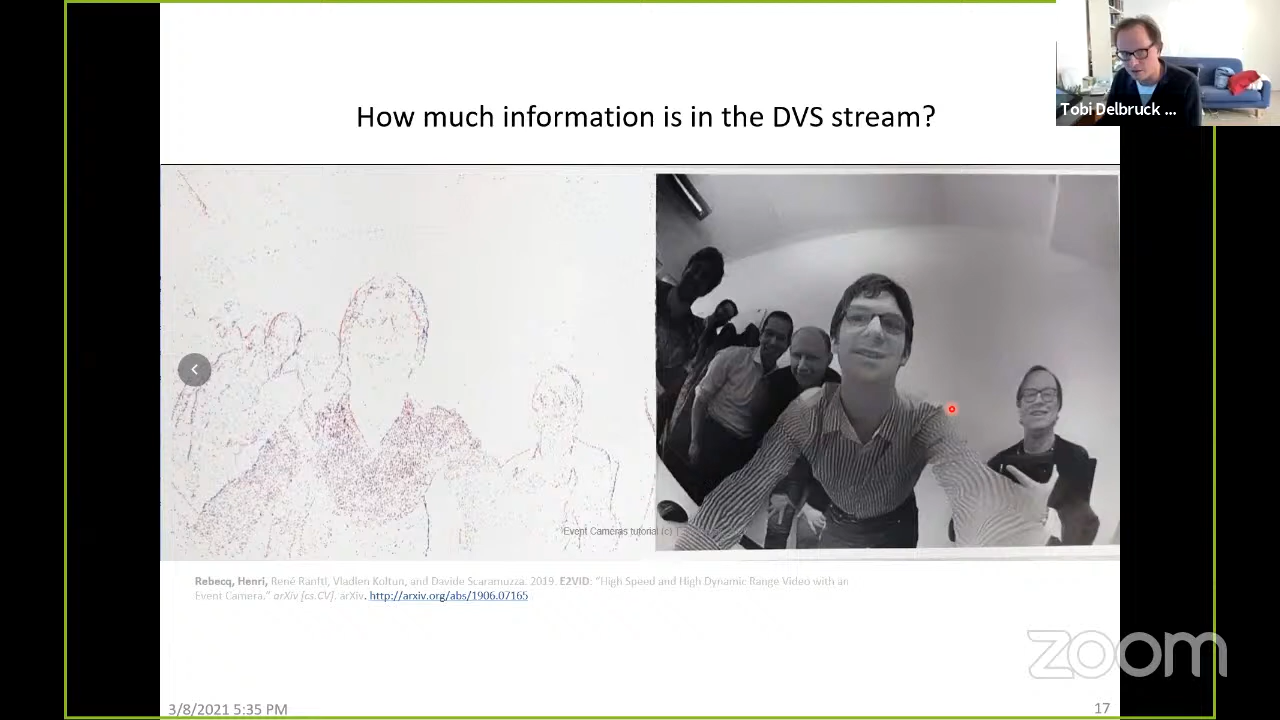 How much information is in the DVS stream?
Tobi Delbruck ...
Event Cameras tutorial (c)
Rebecq, Henri, René Ranftl, Vladlen Koltun, and Davide Scaramuzza. 2019. E2VID: "High Speed and High Dynamic Range Video with an
Event Camera." arXiv [cs.CV]. arXiv. http://arxiv.org/abs/1906.07165
zoom
3/8/2021 5:35 PM
17